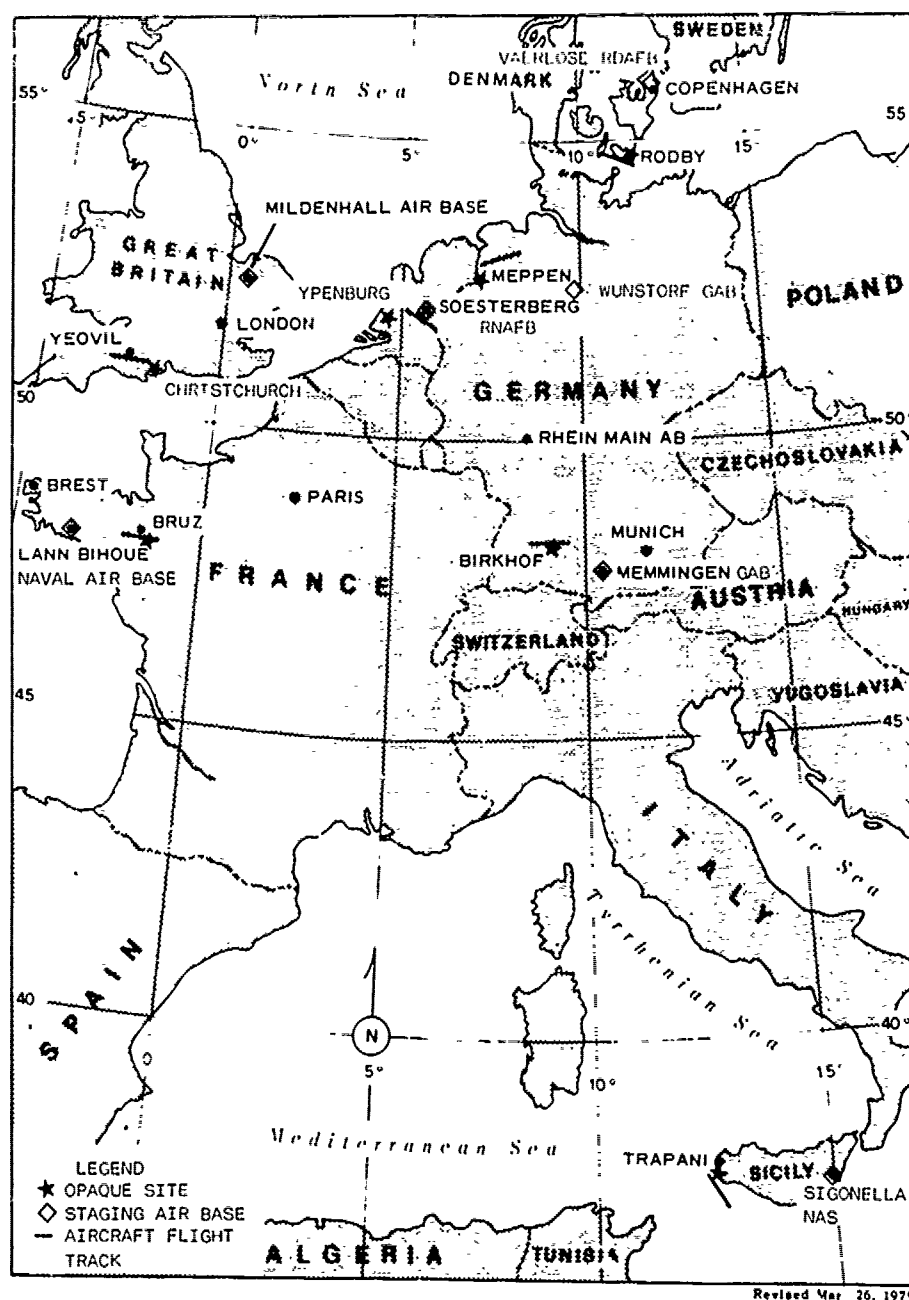 SWEDEN
VAERLOSE RDAFB
DENMARK
COPENHAGEN
North Sea
55°
5°
0°
5°
10°
15°
55
RODBY
MILDENHALL AIR BASE
GREAT
BRITAIN
MEPPEN
YPENBURG
WUNSTORF GAB
POLAND
SOESTERBERG
RNAFB
LONDON
YEOVIL
CHRISTCHURCH
50
GERMANY
50°
RHEIN MAIN AB
CZECHOSLOVAKIA
BREST
PARIS
BRUZ
MUNICH
LANN BIHOUE
NAVAL AIR BASE
BIRKHOF
MEMMINGEN GAB
FRANCE
AUSTRIA
HUNGARY
SWITZERLAND
YUGOSLAVIA
45
45°
Adriatic Sea
ITALY
Tyrrhenian Sea
SPAIN
40
40°
N
0
5°
10°
15°
Mediterranean Sea
TRAPANI
SICILY
SIGONELLA
NAS
LEGEND
OPAQUE SITE
STAGING AIR BASE
AIRCRAFT FLIGHT
TRACK
ALGERIA
TUNISIA
Revised Mar 26, 1979